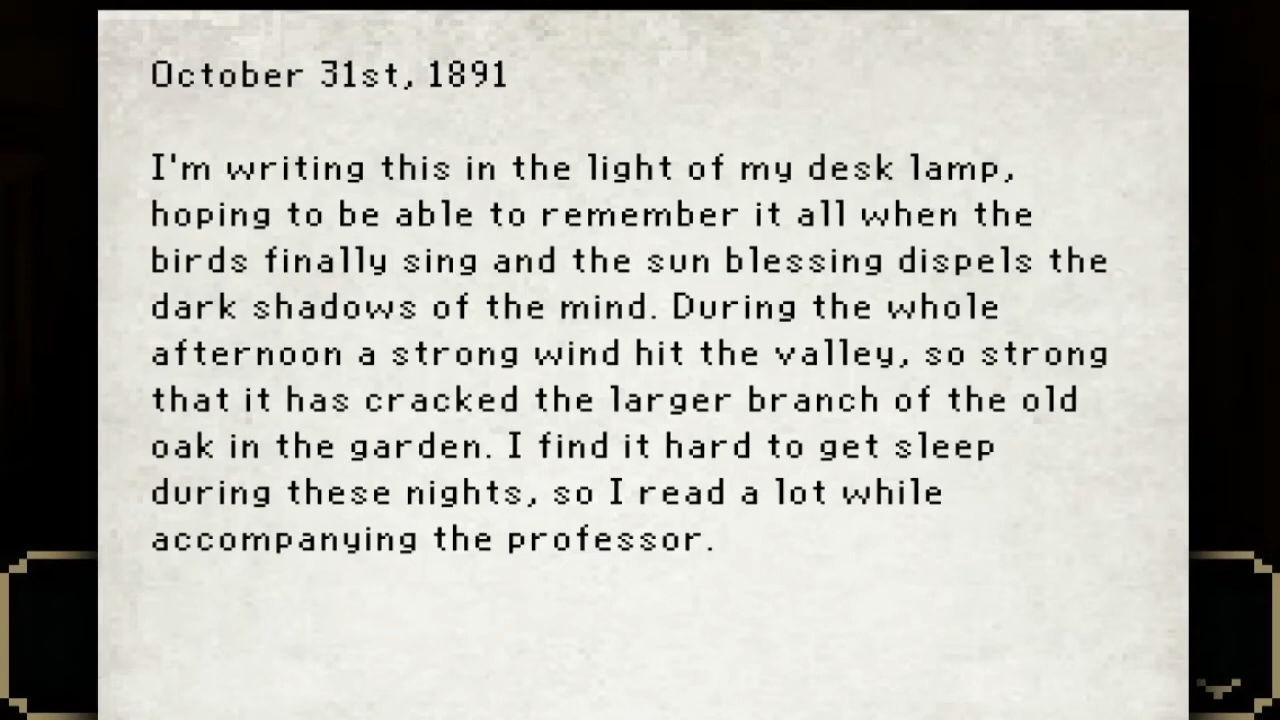 October 31st, 1891
I'm writing this in the light of my desk lamp,
hoping to be able to remember it all when the
birds finally sing and the sun blessing dispels the
dark shadows of the mind. During the whole
afternoon a strong wind hit the valley, so strong
that it has cracked the larger branch of the old
oak in the garden. I find it hard to get sleep
during these nights, so I read a lot while
accompanying the professor.